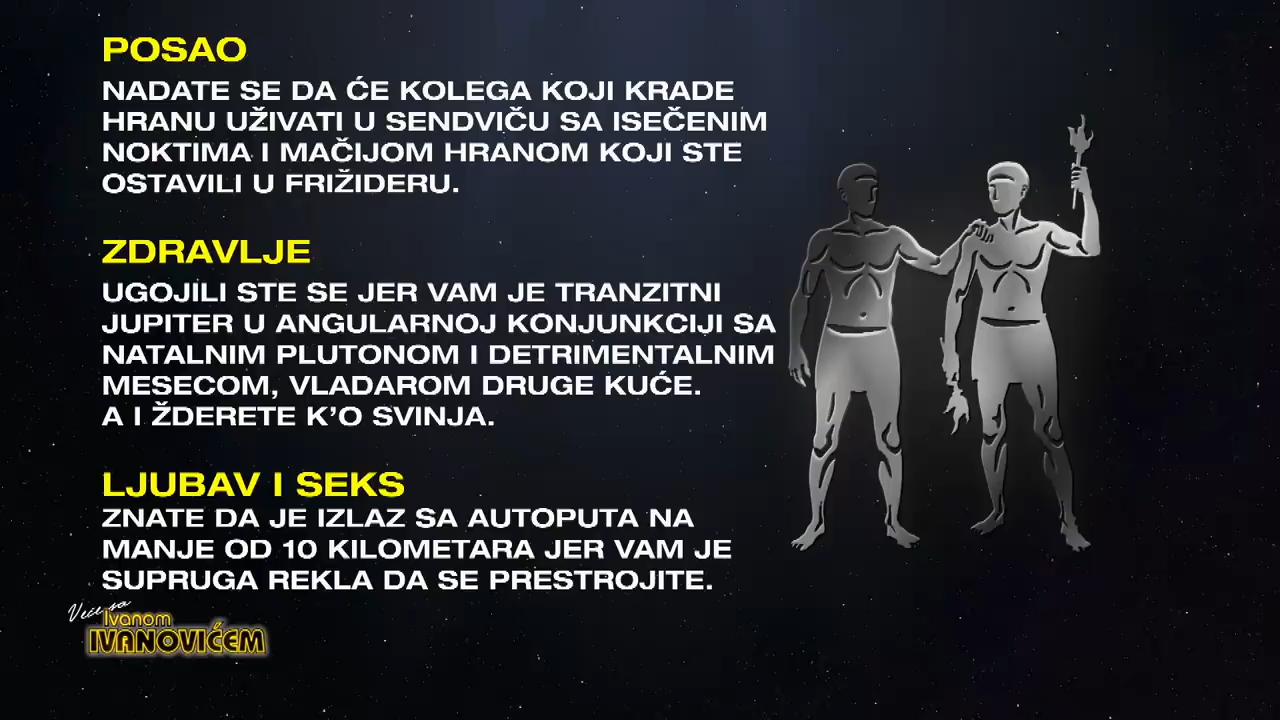 POSAO
NADATE SE DA ĆE KOLEGA KOJI KRADE
HRANU UŽIVATI U SENDVIČU SA ISEČENIM
NOKTIMA I MAČIJOM HRANOM KOJI STE
OSTAVILI U FRIŽIDERU.
ZDRAVLJE
UGOJILI STE SE JER VAM JE TRANZITNI
JUPITER U ANGULARNOJ KONJUNKCIJI SA
NATALNIM PLUTONOM I DETRIMENTALNIM
MESECOM, VLADAROM DRUGE KUĆE.
A I ŽDERETE K'O SVINJA.
LJUBAV I SEKS
ZNATE DA JE IZLAZ SA AUTOPUTA NA
MANJE OD 10 KILOMETARA JER VAM JE
SUPRUGA REKLA DA SE PRESTROJITE.
Veče sa
Ivanom
IVANOVIĆEM